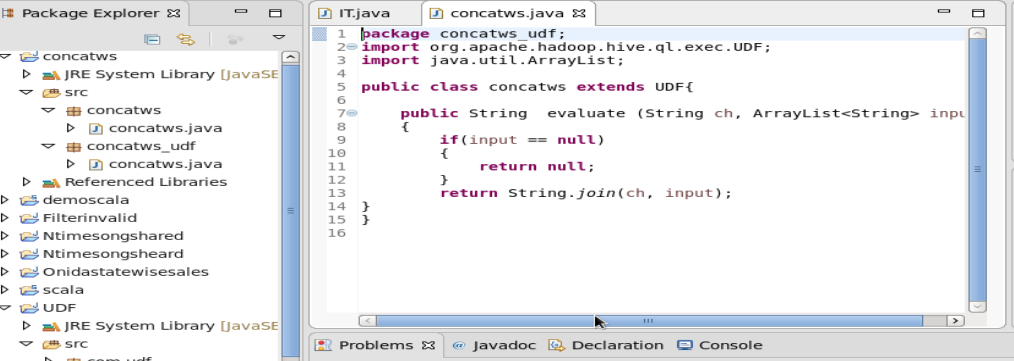 Package Explorer
concatws
JRE System Library [JavaSE
src
concatws
concatws.java
concatws_udf
concatws.java
Referenced Libraries
demoscala
Filterinvalid
Ntimesongshared
Ntimesongsheard
Onidastatewisesales
scala
UDF
JRE System Library [JavaSE
src
IT.java
concatws.java
1 package concatws_udf;
2 import org.apache.hadoop.hive.ql.exec.UDF;
3 import java.util.ArrayList;
4
5 public class concatws extends UDF{
6
7 public String  evaluate (String ch, ArrayList<String> inpu
8 {
9 if(input == null)
10 {
11 return null;
12 }
13 return String.join(ch, input);
14 }
15 }
16
Problems
@ Javadoc
Declaration
Console